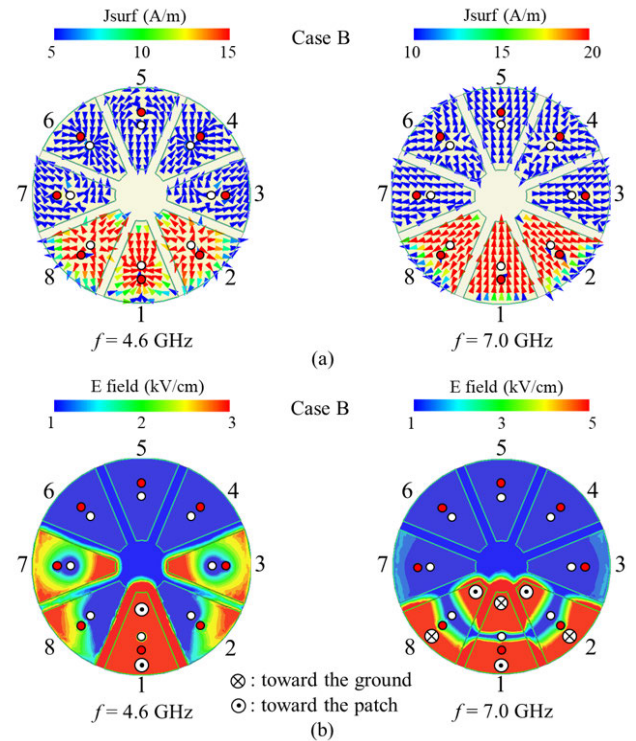 Jsurf (A/m)
5 10 15
Case B
Jsurf (A/m)
10 15 20
5
6 4
7 3
8 2
1
f = 4.6 GHz
5
6 4
7 3
8 2
1
f = 7.0 GHz
(a)
E field (kV/cm)
1 2 3
Case B
E field (kV/cm)
1 5
5
6 4
7 3
8 2
1
f = 4.6 GHz
5
6 4
7 3
8 2
1
f = 7.0 GHz
: toward the ground
: toward the patch
(b)